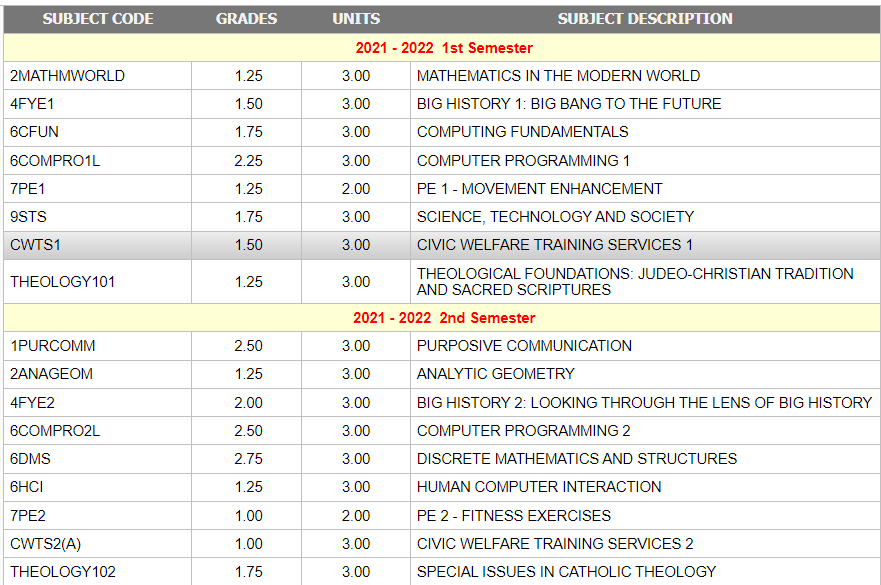 SUBJECT CODE GRADES UNITS SUBJECT DESCRIPTION
2021 - 2022 1st Semester
2MATHMWORLD 1.25 3.00 MATHEMATICS IN THE MODERN WORLD
4FYE1 1.50 3.00 BIG HISTORY 1: BIG BANG TO THE FUTURE
6CFUN 1.75 3.00 COMPUTING FUNDAMENTALS
6COMPRO1L 2.25 3.00 COMPUTER PROGRAMMING 1
7PE1 1.25 2.00 PE 1 - MOVEMENT ENHANCEMENT
9STS 1.75 3.00 SCIENCE, TECHNOLOGY AND SOCIETY
CWTS1 1.50 3.00 CIVIC WELFARE TRAINING SERVICES 1
THEOLOGY101 1.25 3.00 THEOLOGICAL FOUNDATIONS: JUDEO-CHRISTIAN TRADITION
AND SACRED SCRIPTURES
2021 - 2022 2nd Semester
1PURCOMM 2.50 3.00 PURPOSIVE COMMUNICATION
2ANAGEOM 1.25 3.00 ANALYTIC GEOMETRY
4FYE2 2.00 3.00 BIG HISTORY 2: LOOKING THROUGH THE LENS OF BIG HISTORY
6COMPRO2L 2.50 3.00 COMPUTER PROGRAMMING 2
6DMS 2.75 3.00 DISCRETE MATHEMATICS AND STRUCTURES
6HCI 1.25 3.00 HUMAN COMPUTER INTERACTION
7PE2 1.00 2.00 PE 2 - FITNESS EXERCISES
CWTS2(A) 1.00 3.00 CIVIC WELFARE TRAINING SERVICES 2
THEOLOGY102 1.75 3.00 SPECIAL ISSUES IN CATHOLIC THEOLOGY